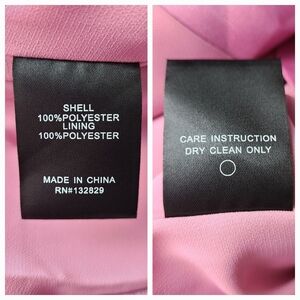 SHELL
100%POLYESTER
LINING
100%POLYESTER
MADE IN CHINA
RN#132829
CARE INSTRUCTION
DRY CLEAN ONLY